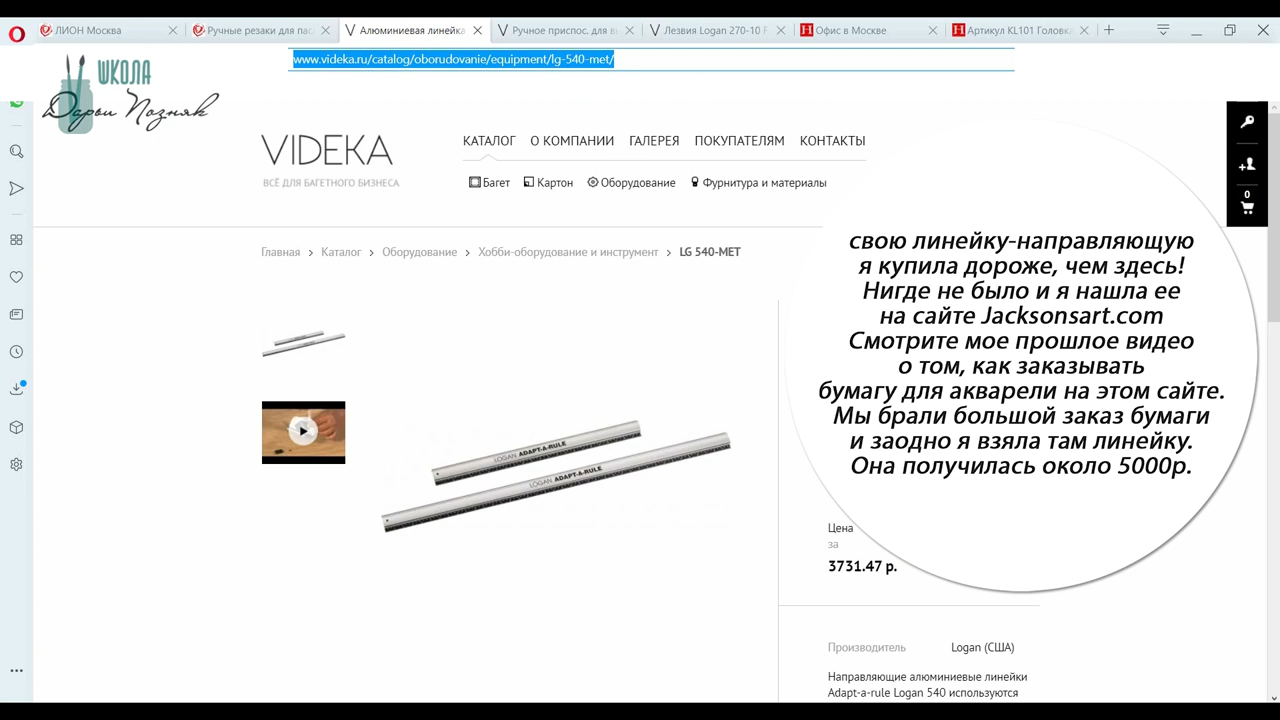 ЛИОН Москва
Ручные резаки для пас
Алюминиевая линейка
Ручное приспос. для в
Лезвия Logan 270-10 F
Офис в Москве
Артикул KL101 Головк
www.videka.ru/catalog/oborudovanie/equipment/lg-540-met/
ШКОЛА
Дарьи Позняк
VIDEKA
ВСЁ ДЛЯ БАГЕТНОГО БИЗНЕСА
КАТАЛОГ О КОМПАНИИ ГАЛЕРЕЯ ПОКУПАТЕЛЯМ КОНТАКТЫ
Багет Картон Оборудование Фурнитура и материалы
0
Главная > Каталог > Оборудование > Хобби-оборудование и инструмент > LG 540-MET
свою линейку-направляющую
я купила дороже, чем здесь!
Нигде не было и я нашла ее
на сайте Jacksonsart.com
Смотрите мое прошлое видео
о том, как заказывать
бумагу для акварели на этом сайте.
Мы брали большой заказ бумаги
и заодно я взяла там линейку.
Она получилась около 5000р.
LOGAN ADAPT-A-RULE
LOGAN ADAPT-A-RULE
Цена
за
3731.47 р.
Производитель Logan (США)
Направляющие алюминиевые линейки
Adapt-a-rule Logan 540 используются